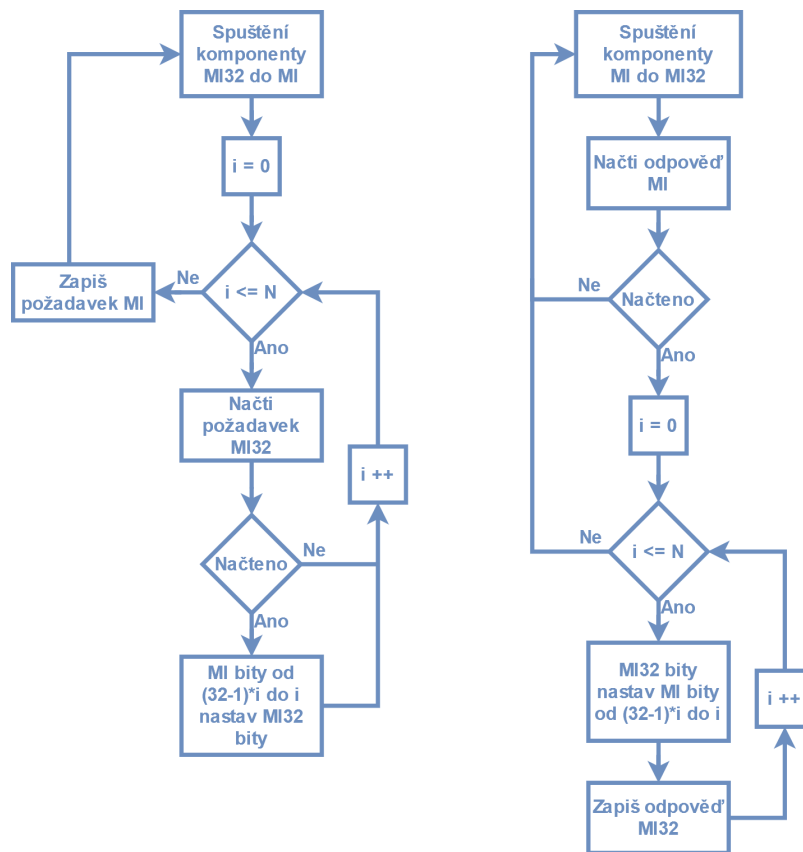 Spuštění
komponenty
MI32 do MI
i = 0
i <= N
Ne
Zapiš
požadavek MI
Ano
Načti
požadavek
MI32
i ++
Načteno
Ne
Ano
MI bity od
(32-1)*i do i
nastav MI32
bity
Spuštění
komponenty
MI do MI32
Načti odpověď
MI
Načteno
Ne
Ano
i = 0
i <= N
Ne
Ano
MI32 bity
nastav MI bity
od (32-1)*i do i
i ++
Zapiš odpověď
MI32